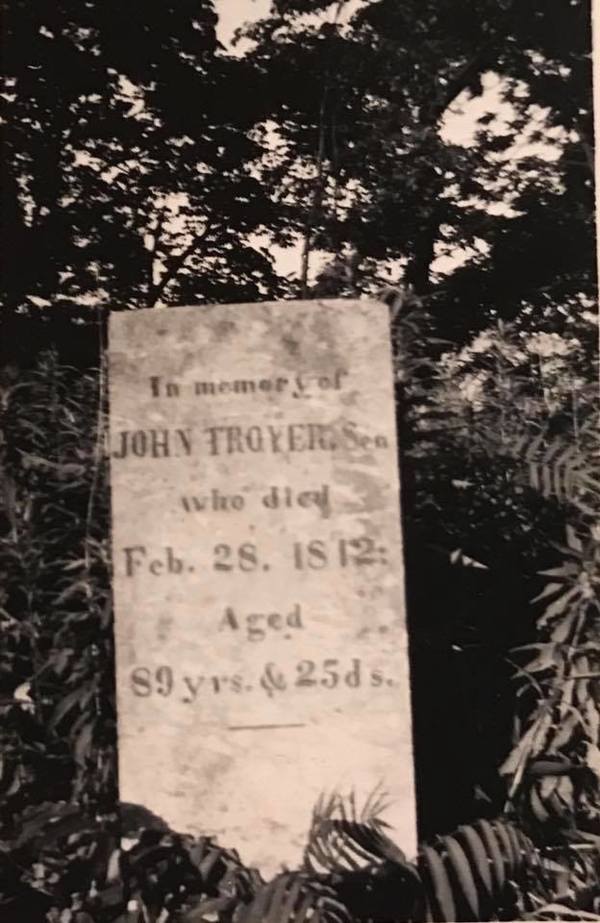 In memory of
JOHN TROYER, Sen
who died
Feb. 28. 1812:
Aged
89 yrs. & 25ds.